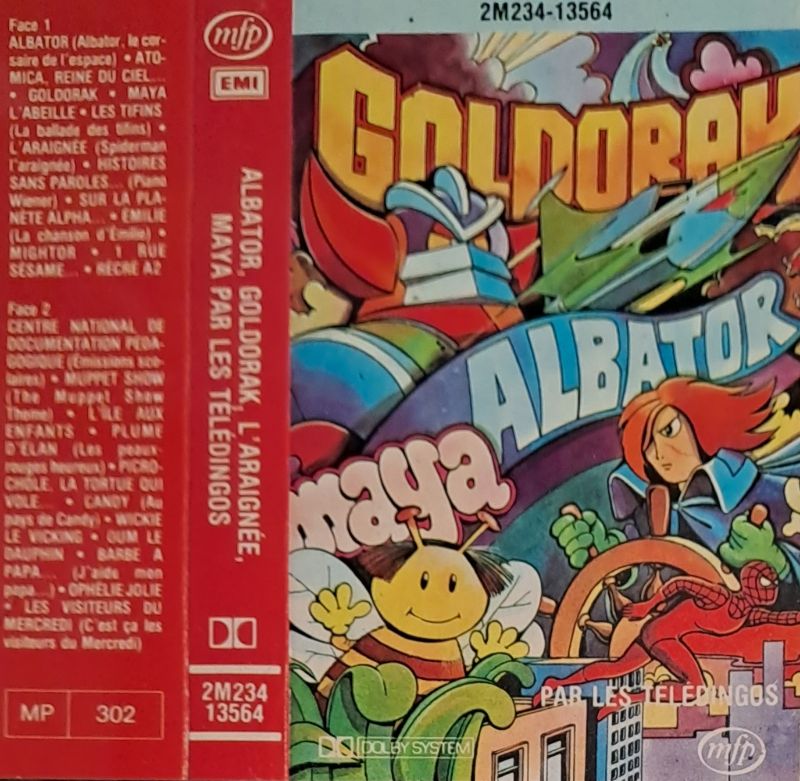 Face 1
ALBATOR (Albator, le cor-
saire de l'espace) • ATO-
MICA, REINE DU CIEL...
• GOLDORAK • MAYA
L'ABEILLE • LES TIFINS
(La ballade des tifins) •
L'ARAIGNÉE (Spiderman
l'araignée) • HISTOIRES
SANS PAROLES... (Piano
Wiener) • SUR LA PLA-
NÈTE ALPHA... • ÉMILIE
(La chanson d'Émilie) •
MIGHTOR • 1 RUE
SÉSAME... • RÉCRÉ A2
Face 2
CENTRE NATIONAL DE
DOCUMENTATION PÉDA-
GOGIQUE (Émissions sco-
laires) • MUPPET SHOW
(The Muppet Show
Theme) • L'ÎLE AUX
ENFANTS • PLUME
D'ÉLAN (Les peaux-
rouges heureux) • PICRO-
CHOLE, LA TORTUE QUI
VOLE... • CANDY (Au
pays de Candy) • WICKIE
LE VICKING • OUM LE
DAUPHIN • BARBE A
PAPA... (J'aide mon
papa...) • OPHÉLIE JOLIE
• LES VISITEURS DU
MERCREDI (C'est ça les
visiteurs du Mercredi)
MP 302
mfp
EMI
ALBATOR, GOLDORAK, L'ARAIGNÉE,
MAYA PAR LES TÉLÉDINGOS
2M234
13564
2M234-13564
GOLDORAK
ALBATOR
maya
PAR LES TÉLÉDINGOS
DOLBY SYSTEM
mfp